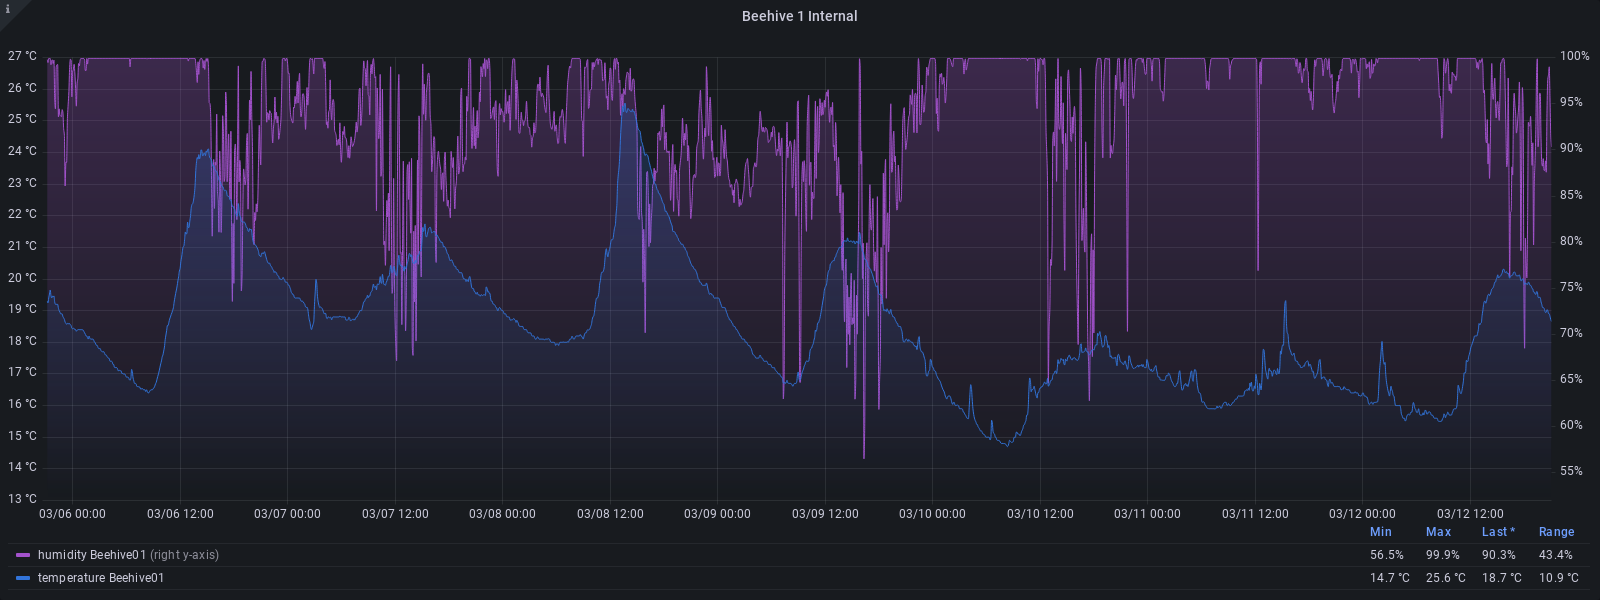 i
Beehive 1 Internal
27 °C
26 °C
25 °C
24 °C
23 °C
22 °C
21 °C
20 °C
19 °C
18 °C
17 °C
16 °C
15 °C
14 °C
13 °C
100%
95%
90%
85%
80%
75%
70%
65%
60%
55%
03/06 00:00 03/06 12:00 03/07 00:00 03/07 12:00 03/08 00:00 03/08 12:00 03/09 00:00 03/09 12:00 03/10 00:00 03/10 12:00 03/11 00:00 03/11 12:00 03/12 00:00 03/12 12:00
Min Max Last * Range
humidity Beehive01 (right y-axis) 56.5% 99.9% 90.3% 43.4%
temperature Beehive01 14.7 °C 25.6 °C 18.7 °C 10.9 °C